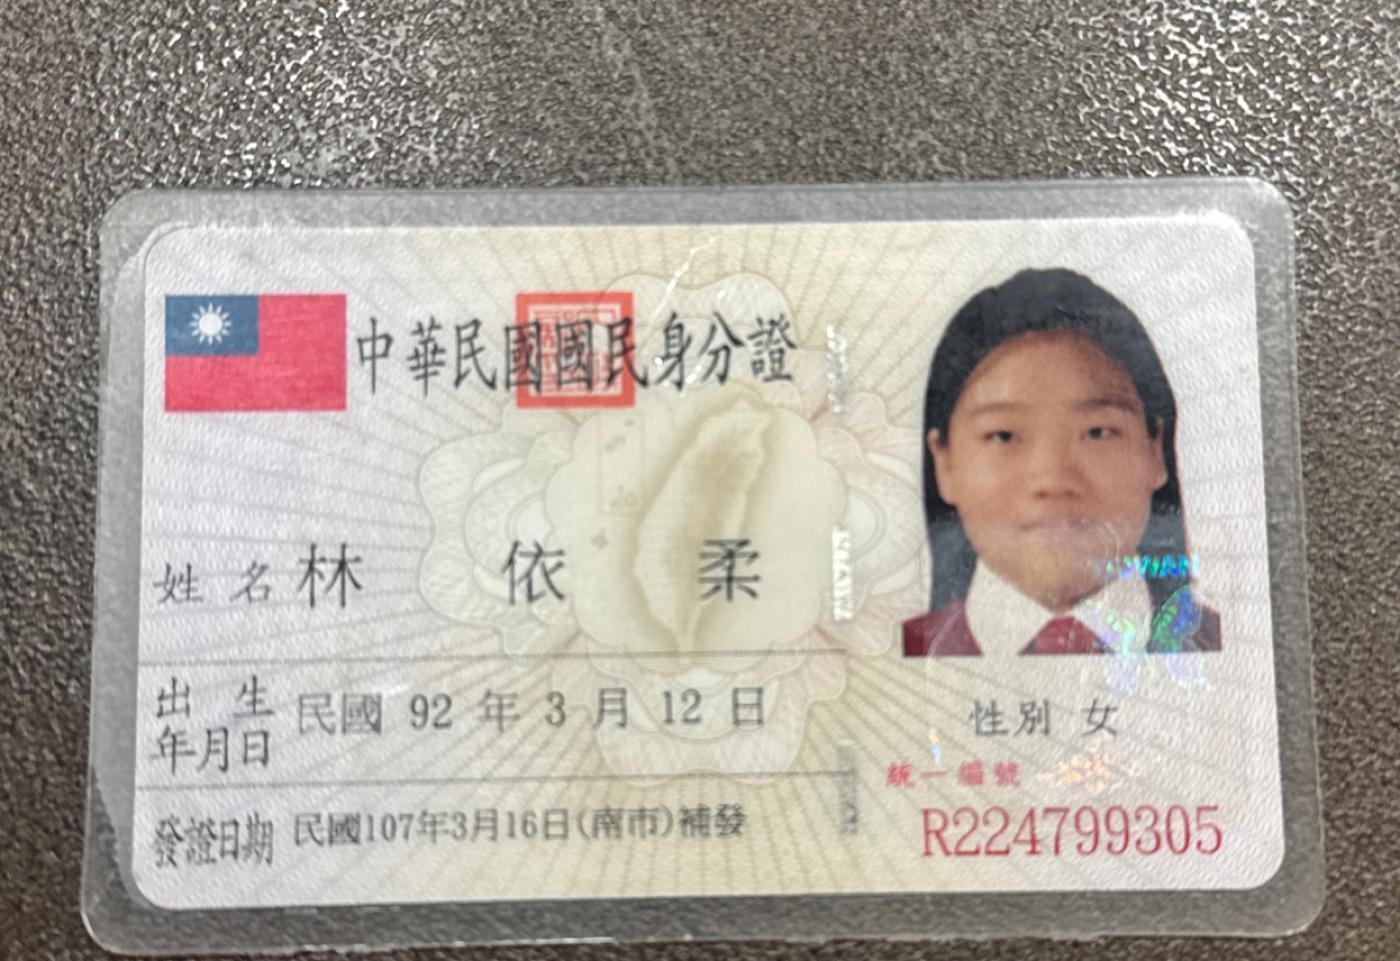 中華民國國民身分證
姓名 林依柔
出生年月日 民國 92 年 3 月 12 日
性別 女
統一編號
發證日期 民國107年3月16日(南市)補發
R224799305